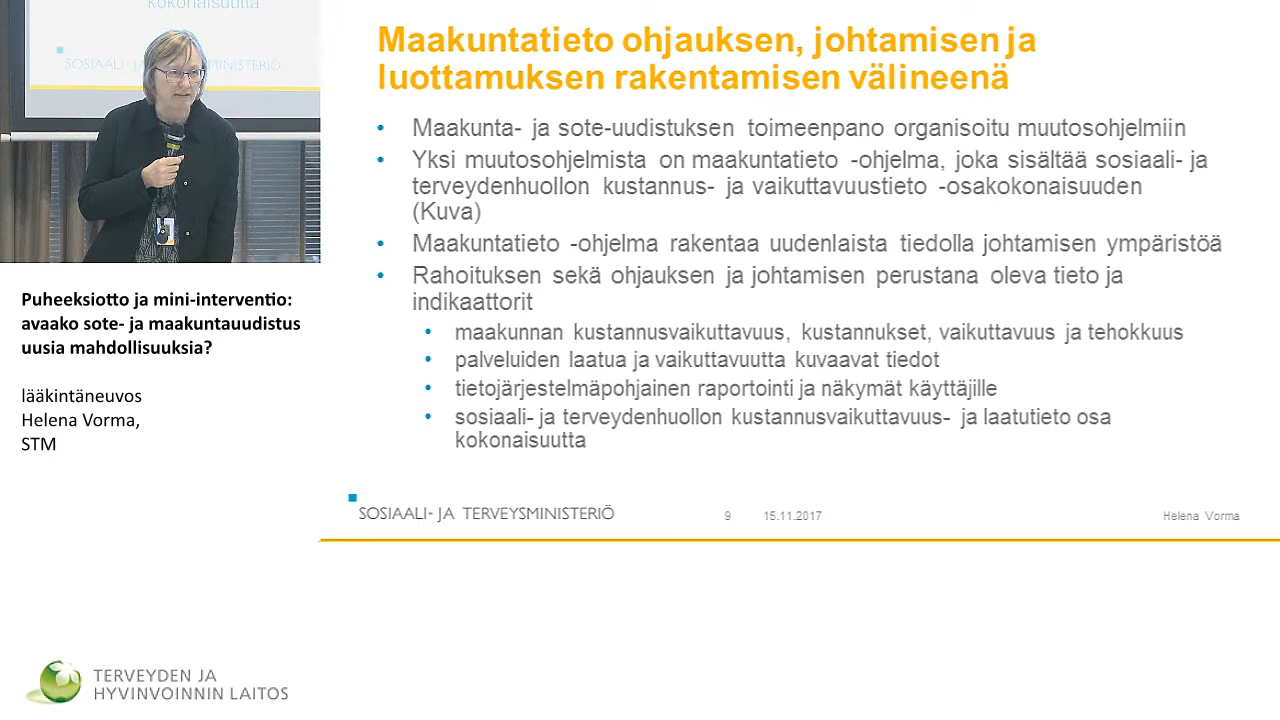 kokonaisuutta
SOSIAALI- JA TERVEYSMINISTERIÖ
Puheeksiotto ja mini-interventio:
avaako sote- ja maakuntauudistus
uusia mahdollisuuksia?
lääkintäneuvos
Helena Vorma,
STM
Maakuntatieto ohjauksen, johtamisen ja
luottamuksen rakentamisen välineenä
• Maakunta- ja sote-uudistuksen toimeenpano organisoitu muutosohjelmiin
• Yksi muutosohjelmista on maakuntatieto -ohjelma, joka sisältää sosiaali- ja
terveydenhuollon kustannus- ja vaikuttavuustieto -osakokonaisuuden
(Kuva)
• Maakuntatieto -ohjelma rakentaa uudenlaista tiedolla johtamisen ympäristöä
• Rahoituksen sekä ohjauksen ja johtamisen perustana oleva tieto ja
indikaattorit
• maakunnan kustannusvaikuttavuus, kustannukset, vaikuttavuus ja tehokkuus
• palveluiden laatua ja vaikuttavuutta kuvaavat tiedot
• tietojärjestelmäpohjainen raportointi ja näkymät käyttäjille
• sosiaali- ja terveydenhuollon kustannusvaikuttavuus- ja laatutieto osa
kokonaisuutta
SOSIAALI- JA TERVEYSMINISTERIÖ
9 15.11.2017 Helena Vorma
TERVEYDEN JA
HYVINVOINNIN LAITOS